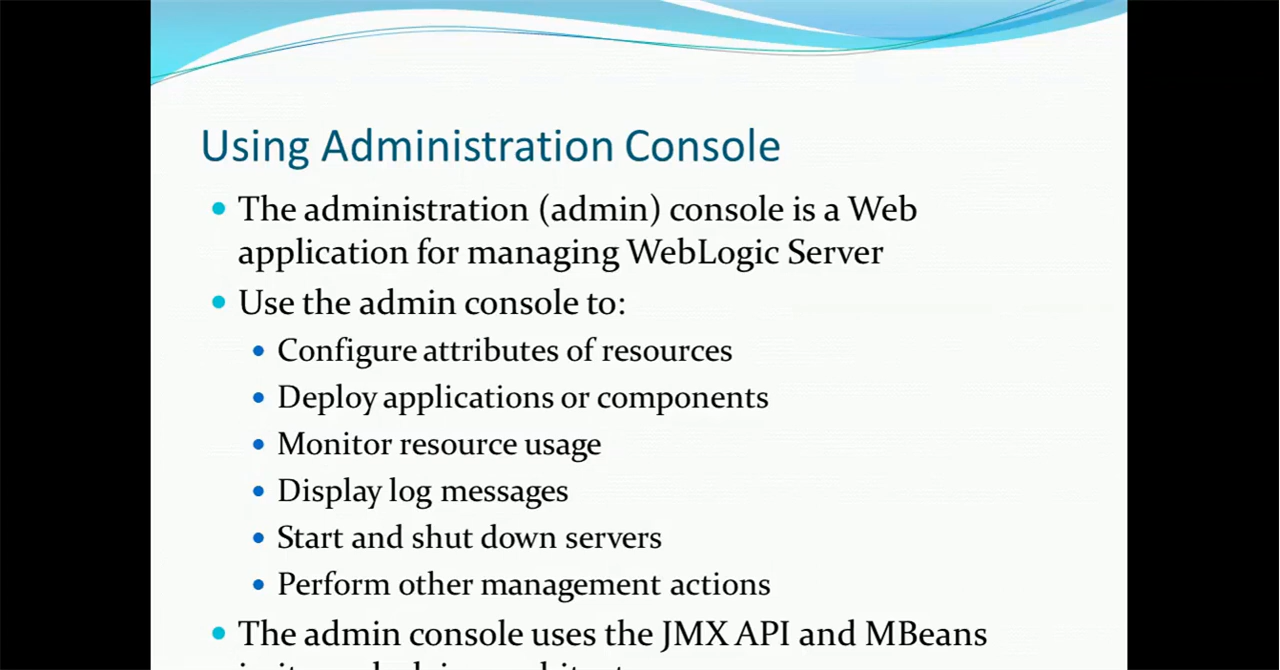 Using Administration Console
• The administration (admin) console is a Web
application for managing WebLogic Server
• Use the admin console to:
• Configure attributes of resources
• Deploy applications or components
• Monitor resource usage
• Display log messages
• Start and shut down servers
• Perform other management actions
• The admin console uses the JMX API and MBeans